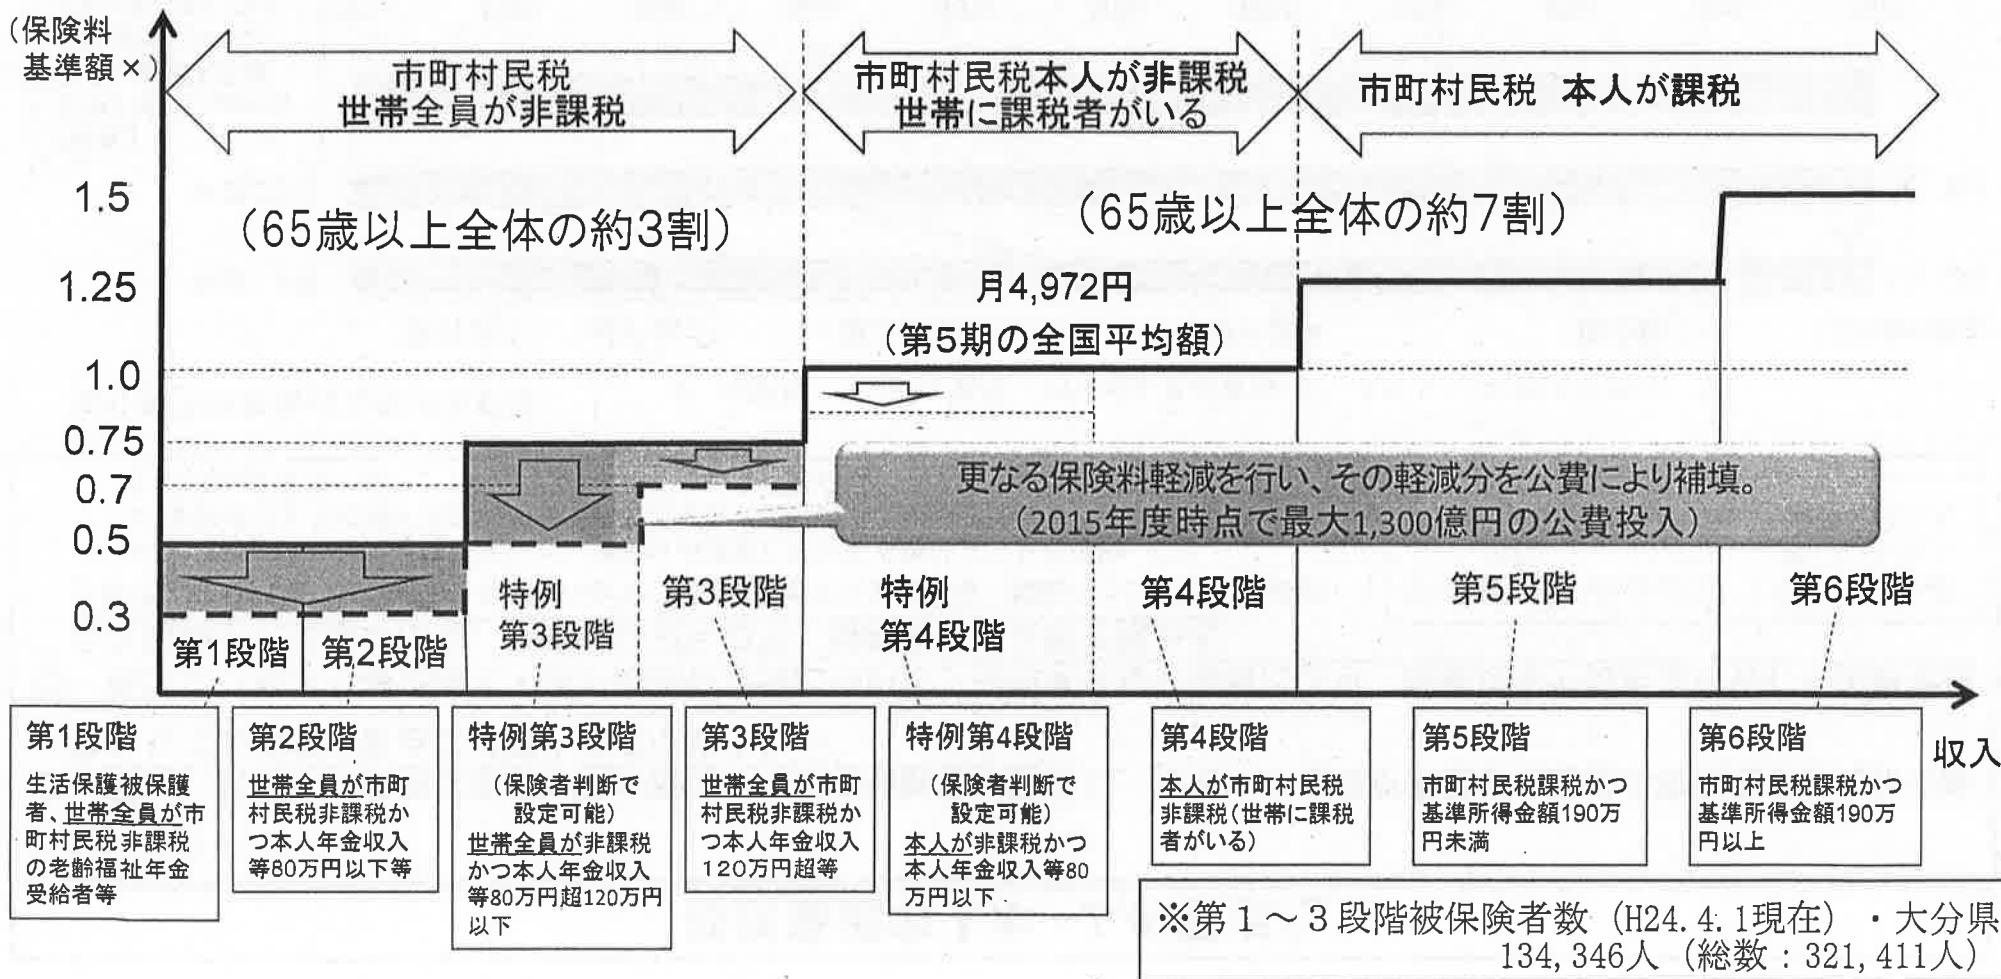 (保険料
基準額×)
市町村民税
世帯全員が非課税
市町村民税本人が非課税
世帯に課税者がいる
市町村民税 本人が課税
1.5
1.25
1.0
0.75
0.7
0.5
0.3
(65歳以上全体の約3割)
(65歳以上全体の約7割)
月4,972円
(第5期の全国平均額)
更なる保険料軽減を行い、その軽減分を公費により補填。
(2015年度時点で最大1,300億円の公費投入)
第1段階
第2段階
特例
第3段階
第3段階
特例
第4段階
第4段階
第5段階
第6段階
収入
第1段階
生活保護被保護
者、世帯全員が市
町村民税非課税
の老齢福祉年金
受給者等
第2段階
世帯全員が市町
村民税非課税か
つ本人年金収入
等80万円以下等
特例第3段階
(保険者判断で
設定可能)
世帯全員が非課税
かつ本人年金収入
等80万円超120万円
以下
第3段階
世帯全員が市町
村民税非課税か
つ本人年金収入
120万円超等
特例第4段階
(保険者判断で
設定可能)
本人が非課税かつ
本人年金収入等80
万円以下
第4段階
本人が市町村民税
非課税(世帯に課税
者がいる)
第5段階
市町村民税課税かつ
基準所得金額190万
円未満
第6段階
市町村民税課税かつ
基準所得金額190万
円以上
※第1～3段階被保険者数(H24.4.1現在)・大分県
134,346人(総数：321,411人)